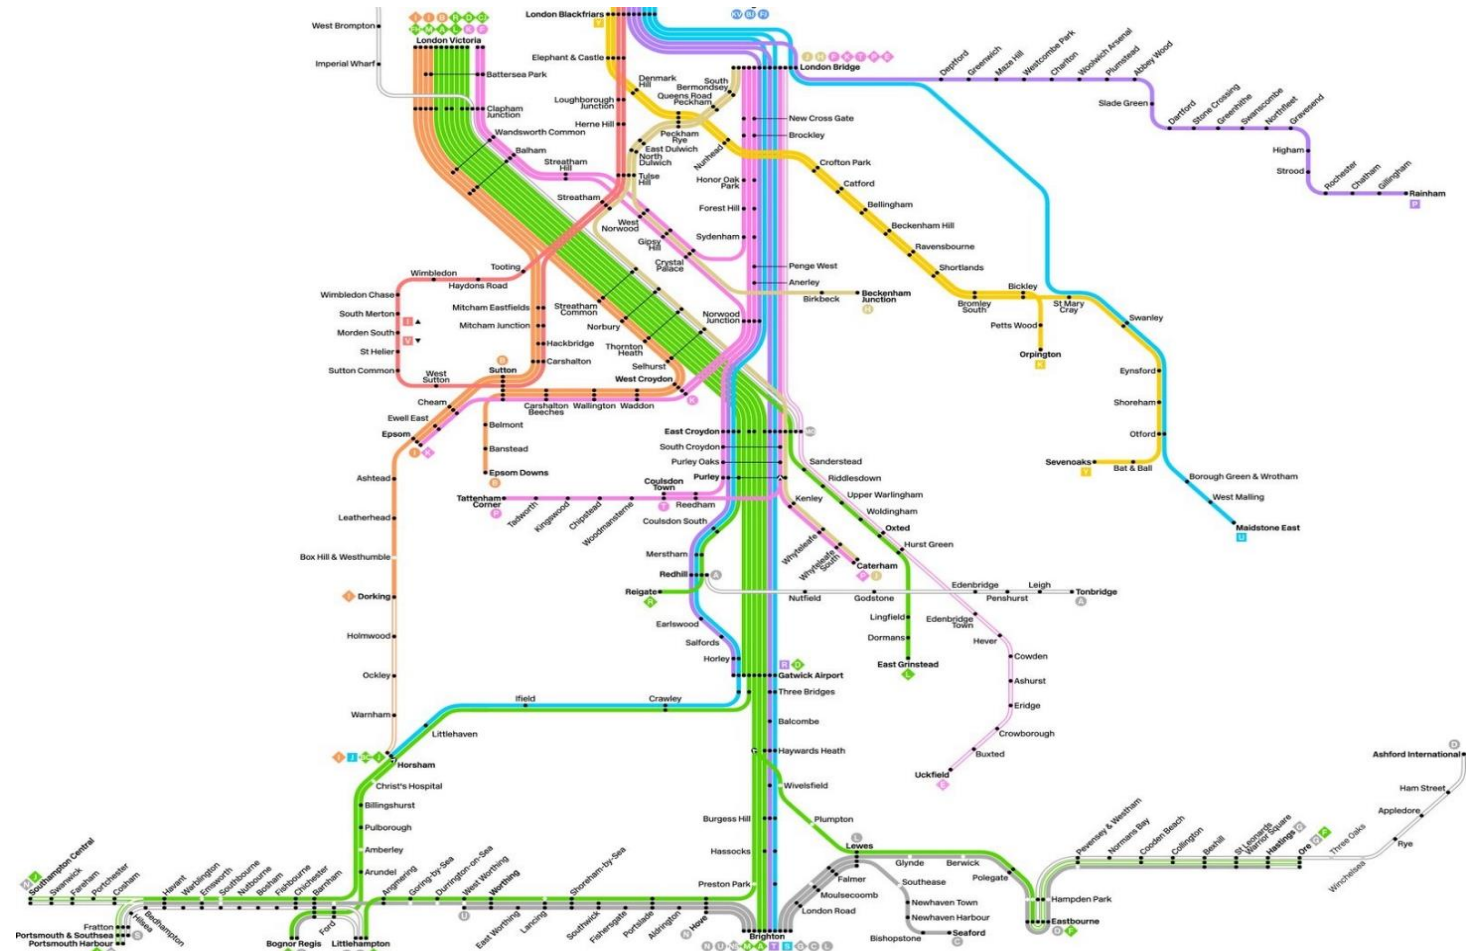 West Brompton
Imperial Wharf
London Victoria
Battersea Park
Clapham
Junction
Wandsworth Common
Balham
Streatham
Hill
Streatham
London Blackfriars
Elephant & Castle
Loughborough
Junction
Herne Hill
Denmark
Hill
Queens Road
Peckham
South
Bermondsey
Peckham
Rye
East Dulwich
North
Dulwich
Tulse
Hill
Nunhead
London Bridge
New Cross Gate
Brockley
Honor Oak
Park
Forest Hill
Sydenham
Penge West
Anerley
West
Norwood
Gipsy
Hill
Crystal
Palace
Birkbeck
Beckenham
Junction
Norwood
Junction
Crofton Park
Catford
Bellingham
Beckenham Hill
Ravensbourne
Shortlands
Bromley
South
Bickley
St Mary
Cray
Petts Wood
Orpington
Swanley
Eynsford
Shoreham
Otford
Sevenoaks
Bat & Ball
Borough Green & Wrotham
West Malling
Maidstone East
Deptford
Greenwich
Maze Hill
Westcombe Park
Charlton
Woolwich Arsenal
Plumstead
Abbey Wood
Slade Green
Dartford
Stone Crossing
Greenhithe
Swanscombe
Northfleet
Gravesend
Higham
Strood
Rochester
Chatham
Gillingham
Rainham
Tooting
Haydons Road
Wimbledon
Wimbledon Chase
South Merton
Morden South
St Helier
Sutton Common
West
Sutton
Sutton
Mitcham Eastfields
Mitcham Junction
Hackbridge
Carshalton
Streatham
Common
Norbury
Thornton
Heath
Selhurst
West Croydon
Carshalton
Beeches
Wallington
Waddon
Cheam
Ewell East
Epsom
Belmont
Banstead
Epsom Downs
Ashtead
Leatherhead
Box Hill & Westhumble
Dorking
Holmwood
Ockley
Warnham
Horsham
East Croydon
South Croydon
Purley Oaks
Purley
Coulsdon
Town
Reedham
Tattenham
Corner
Tadworth
Kingswood
Chipstead
Woodmansterne
Coulsdon South
Merstham
Redhill
Reigate
Earlswood
Salfords
Horley
Kenley
Whyteleafe
Whyteleafe
South
Caterham
Sanderstead
Riddlesdown
Upper Warlingham
Woldingham
Oxted
Hurst Green
Lingfield
Dormans
East Grinstead
Nutfield
Godstone
Edenbridge
Penshurst
Leigh
Tonbridge
Edenbridge
Town
Hever
Cowden
Ashurst
Eridge
Crowborough
Buxted
Uckfield
Gatwick Airport
Three Bridges
Balcombe
Haywards Heath
Wivelsfield
Burgess Hill
Hassocks
Preston Park
Brighton
Crawley
Ifield
Littlehaven
Christ's Hospital
Billingshurst
Pulborough
Amberley
Arundel
Southampton Central
Swanwick
Fareham
Portchester
Cosham
Fratton
Portsmouth & Southsea
Portsmouth Harbour
Hilsea
Bedhampton
Havant
Warblington
Emsworth
Southbourne
Nutbourne
Bosham
Fishbourne
Chichester
Barnham
Bognor Regis
Ford
Littlehampton
Angmering
Goring-by-Sea
Durrington-on-Sea
West Worthing
Worthing
East Worthing
Lancing
Shoreham-by-Sea
Southwick
Fishersgate
Portslade
Aldrington
Hove
London Road
Moulsecoomb
Falmer
Lewes
Plumpton
Glynde
Berwick
Polegate
Southease
Newhaven Town
Newhaven Harbour
Bishopstone
Seaford
Hampden Park
Eastbourne
Pevensey & Westham
Normans Bay
Cooden Beach
Collington
Bexhill
St Leonards
Warrior Square
Hastings
Ore
Three Oaks
Winchelsea
Rye
Appledore
Ham Street
Ashford International